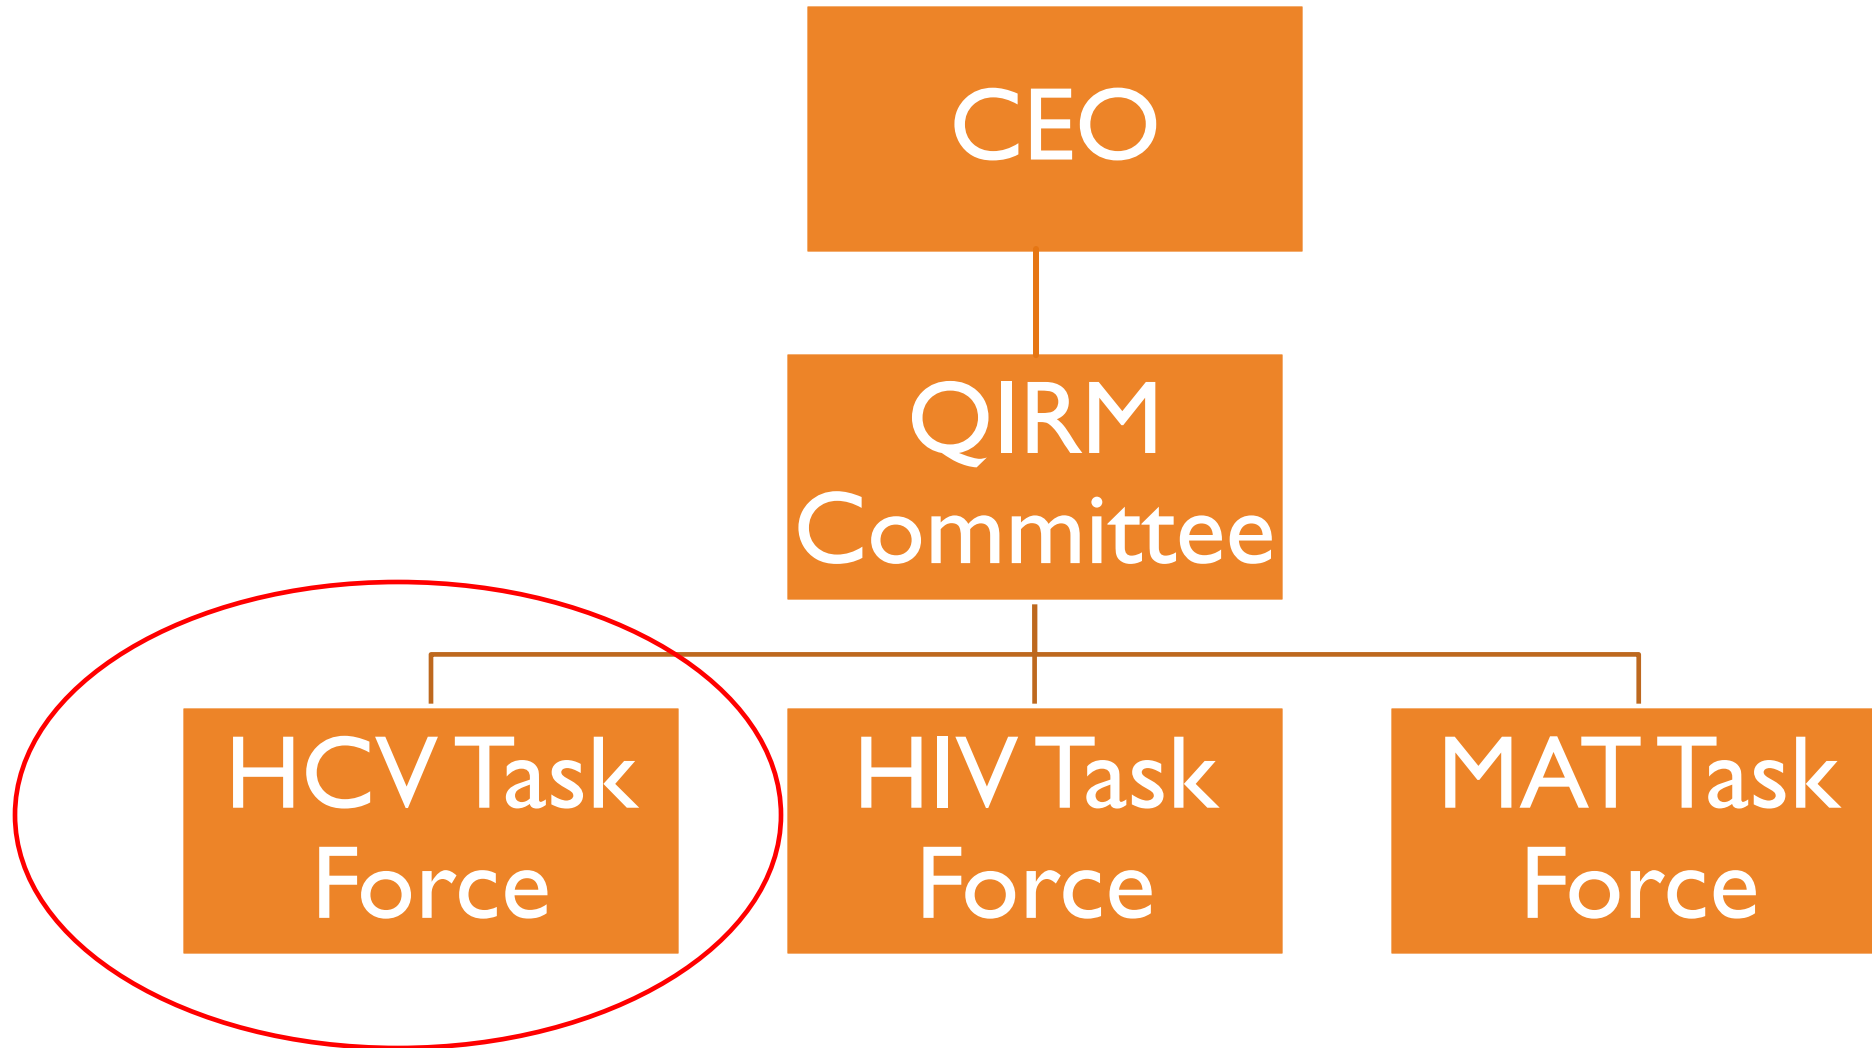 CEO
QIRM
Committee
HCV Task
Force
HIV Task
Force
MAT Task
Force